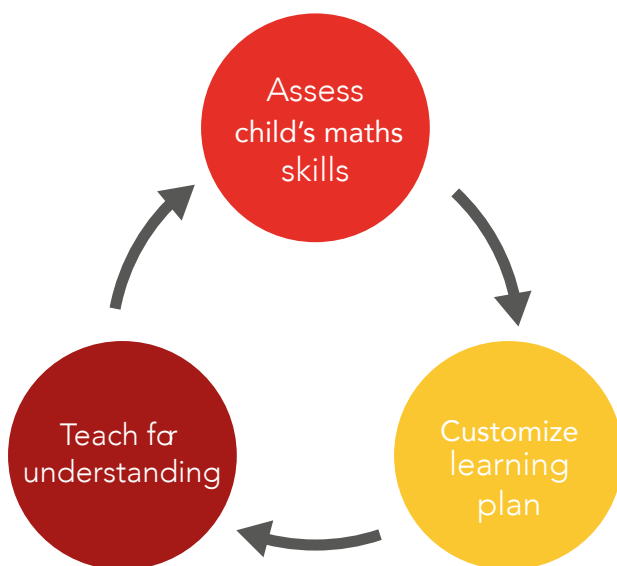 Assess
child's maths
skills
Customize
learning
plan
Teach for
understanding